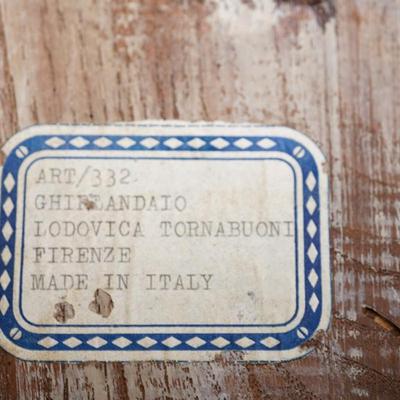 ART/332
GHIRLANDAIO
LODOVICA TORNABUONI
FIRENZE
MADE IN ITALY